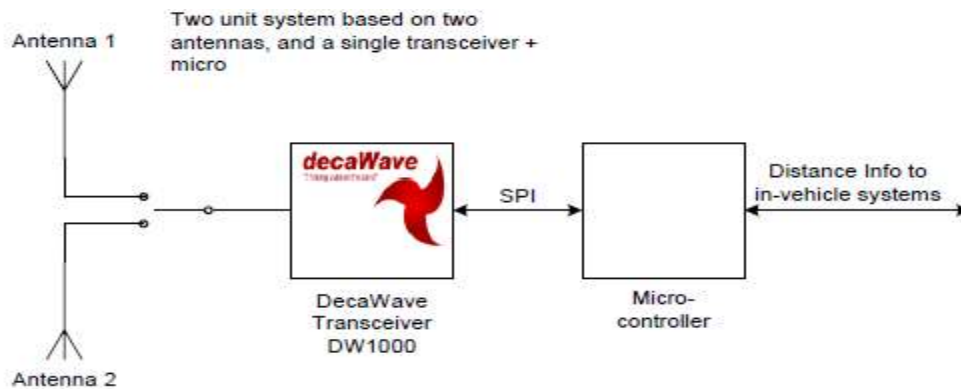 Two unit system based on two
antennas, and a single transceiver +
micro
Antenna 1
decaWave
SPI
Distance Info to
in-vehicle systems
DecaWave
Transceiver
DW1000
Micro-
controller
Antenna 2